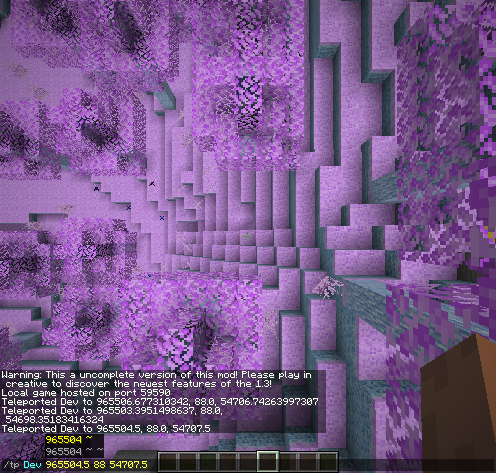 Warning: This a uncomplete version of this mod! Please play in
creative to discover the newest features of the 1.3!
Local game hosted on port 59590
Teleported Dev to 965506.677310342, 88.0, 54706.74263997307
Teleported Dev to 965503.3951498637, 88.0,
54698.35183416324
Teleported Dev to 965504.5, 88.0, 54707.5
965504 ~
965504 ~ ~
/tp Dev 965504.5 88 54707.5